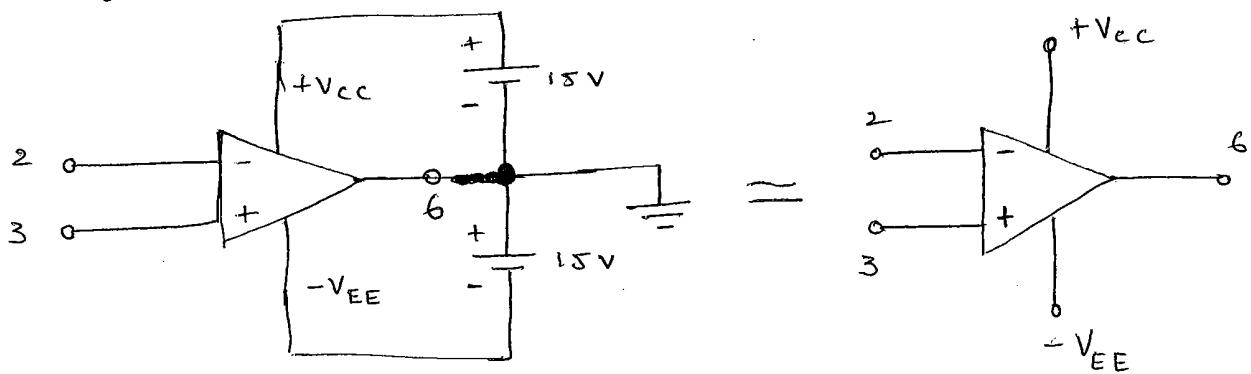 +VCC
+ 15V
-
2 -
3 +
6
-VEE
+ 15V
-
≃
+VCC
2 -
3 +
6
-VEE